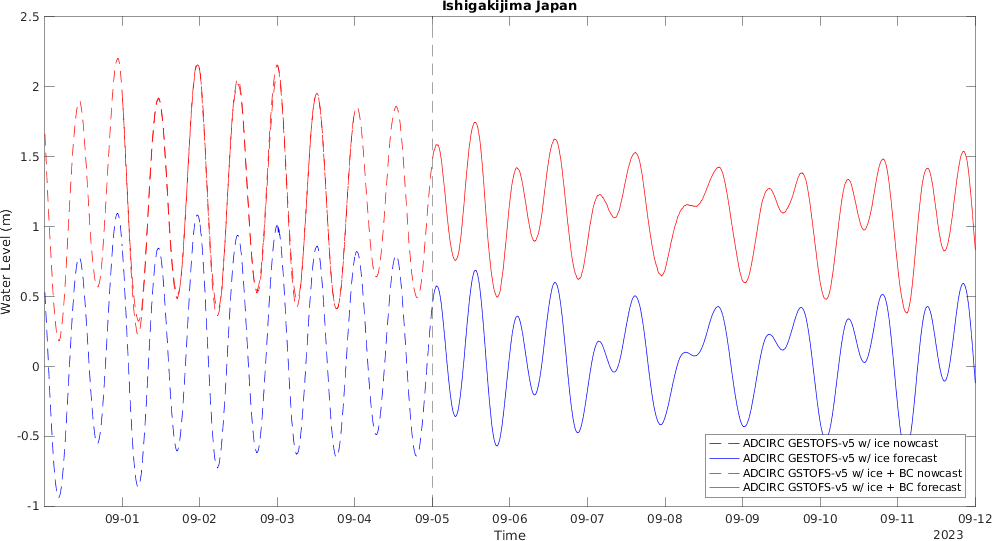 Ishigakijima Japan
2.5
2
1.5
1
0.5
0
-0.5
-1
Water Level (m)
ADCIRC GESTOFS-v5 w/ ice nowcast
ADCIRC GESTOFS-v5 w/ ice forecast
ADCIRC GSTOFS-v5 w/ ice + BC nowcast
ADCIRC GSTOFS-v5 w/ ice + BC forecast
09-01 09-02 09-03 09-04 09-05 09-06 09-07 09-08 09-09 09-10 09-11 09-12
Time
2023